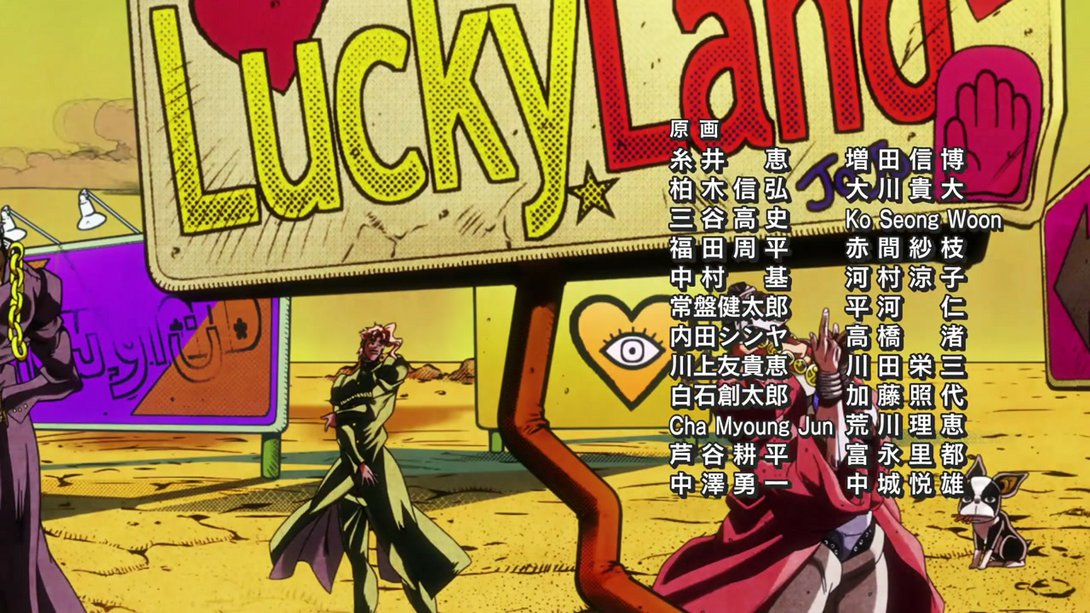 Lucky Land
JoJo
原画
糸井 恵 増田信博
柏木信弘 大川貴大
三谷高史 Ko Seong Woon
福田周平 赤間紗枝
中村 基 河村涼子
常盤健太郎 平河 仁
内田シンヤ 高橋 渚
川上友貴恵 川田栄三
白石創太郎 加藤照代
Cha Myoung Jun 荒川理恵
芦谷耕平 富永里都
中澤勇一 中城悦雄